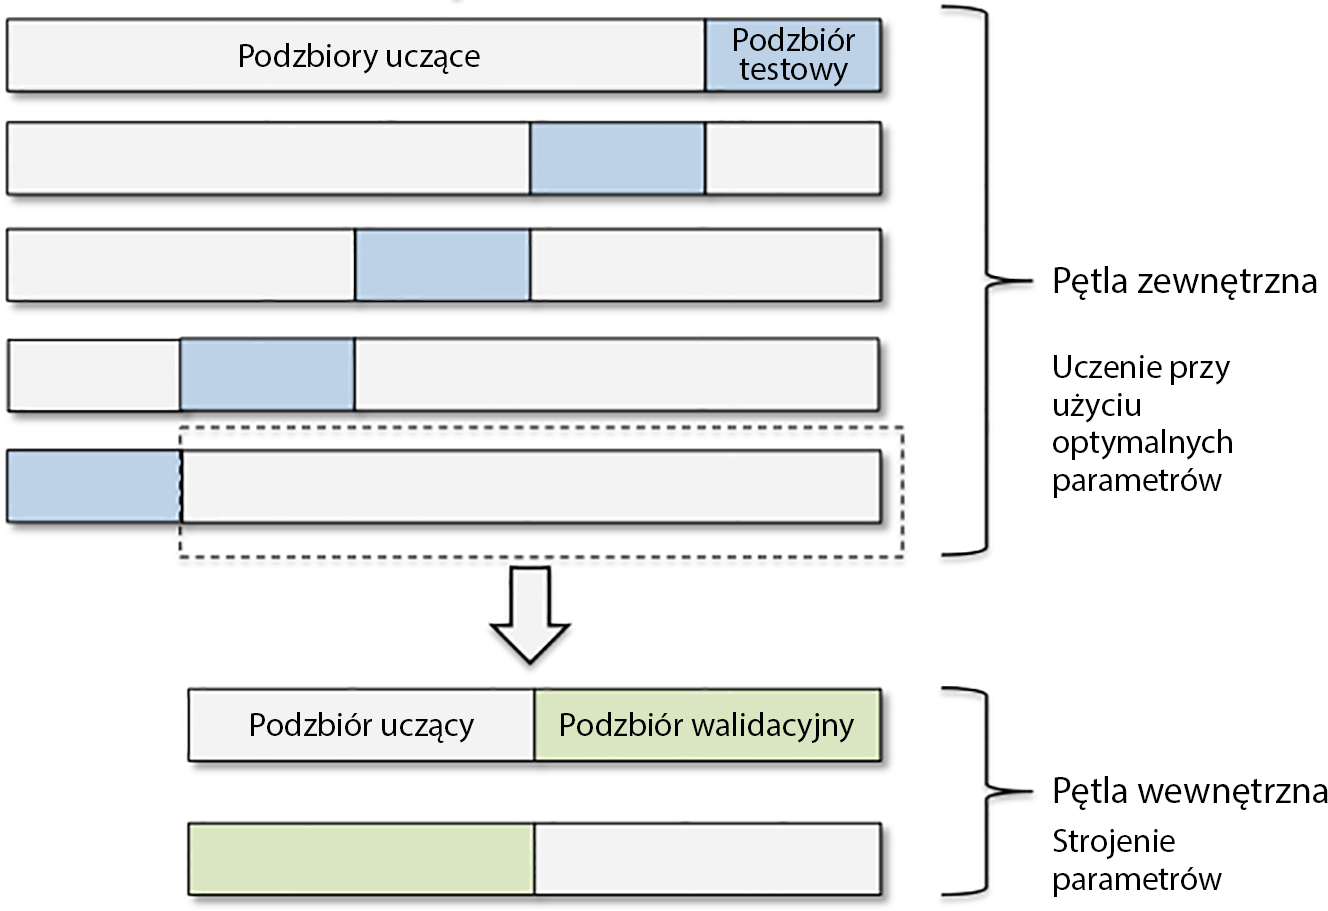 Podzbiory uczące
Podzbiór
testowy
Pętla zewnętrzna
Uczenie przy
użyciu
optymalnych
parametrów
Podzbiór uczący
Podzbiór walidacyjny
Pętla wewnętrzna
Strojenie
parametrów